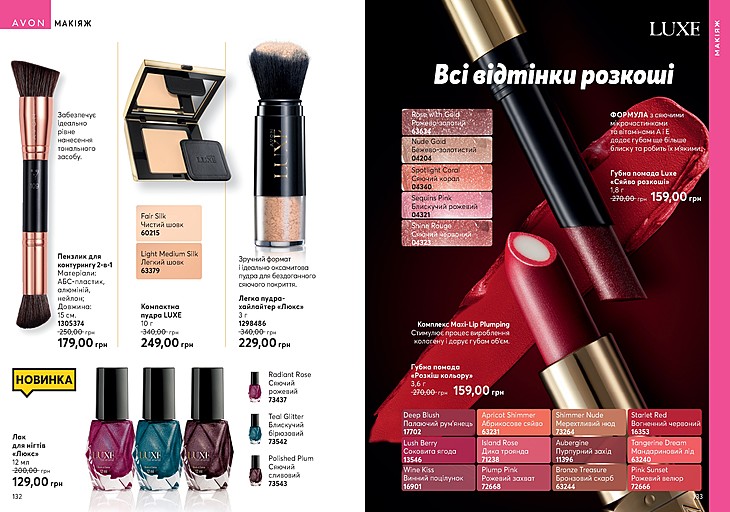 AVON МАКІЯЖ
Забезпечує
ідеально
рівне
нанесення
тонального
засобу.
Пензлик для
контурингу 2-в-1
Матеріали:
АБС-пластик,
алюміній,
нейлон;
Довжина:
15 см.
1305374
250,00 грн
179,00 грн
LUXE
Fair Silk
Чистий шовк
60215
Light Medium Silk
Легкий шовк
63379
Компактна
пудра LUXE
10 г
340,00 грн
249,00 грн
LUXE
Зручний формат
і ідеально оксамитова
пудра для бездоганного
сяючого покриття.
Легка пудра-
хайлайтер «Люкс»
3 г
1298486
340,00 грн
229,00 грн
НОВИНКА
Лак
для нігтів
«Люкс»
12 мл
200,00 грн
129,00 грн
LUXE
LUXE
LUXE
Radiant Rose
Сяючий
рожевий
73437
Teal Glitter
Блискучий
бірюзовий
73542
Polished Plum
Сяючий
сливовий
73543
132
LUXE
МАКІЯЖ
Всі відтінки розкоші
Rose with Gold
Рожево-золотий
63634
Nude Gold
Бежево-золотистий
04204
Spotlight Coral
Сяючий корал
04340
Sequins Pink
Блискучий рожевий
04321
Shine Rouge
Сяючий червоний
04323
ФОРМУЛА з сяючими
мікрочастинками
та вітамінами А і Е
додає губам ще більше
блиску та робить їх м'якими.
Губна помада Luxe
«Сяйво розкоші»
1,8 г
270,00 грн 159,00 грн
Комплекс Maxi-Lip Plumping
Стимулює процес вироблення
колагену і дарує губам об'єм.
Губна помада
«Розкіш кольору»
3,6 г
270,00 грн 159,00 грн
Deep Blush
Палаючий рум'янець
17702
Apricot Shimmer
Абрикосове сяйво
63231
Shimmer Nude
Мерехтливий нюд
73264
Starlet Red
Вогненний червоний
16353
Lush Berry
Соковита ягода
13546
Island Rose
Дика троянда
71238
Aubergine
Пурпурний захід
11396
Tangerine Dream
Мандариновий лід
63240
Wine Kiss
Винний поцілунок
16901
Plump Pink
Рожевий захват
72668
Bronze Treasure
Бронзовий скарб
63244
Pink Sunset
Рожевий велюр
72666
133